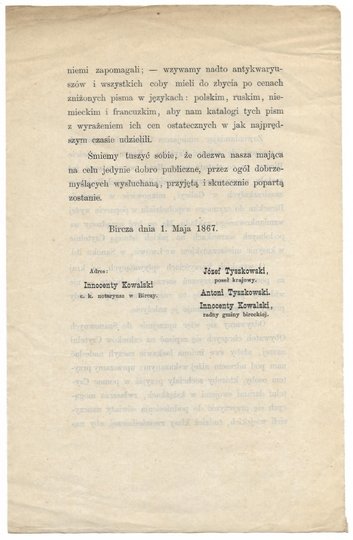 niemi zapomagali; — wzywamy nadto antykwaryu-
szów i wszystkich coby mieli do zbycia po cenach
zniżonych pisma w językach: polskim, ruskim, nie-
mieckim i francuzkim, aby nam katalogi tych pism
z wyrażeniem ich cen ostatecznych w jak najpręd-
szym czasie udzielili.
Śmiemy tuszyć sobie, że odezwa nasza mająca
na celu jedynie dobro publiczne, przez ogół dobrze-
myślących wysłuchaną, przyjętą i skutecznie popartą
zostanie.
Bircza dnia 1. Maja 1867.
Adres:
Innocenty Kowalski
c. k. notaryusz w Birczy.
Józef Tyszkowski,
poseł krajowy.
Antoni Tyszkowski.
Innocenty Kowalski,
radny gminy bireckiej.